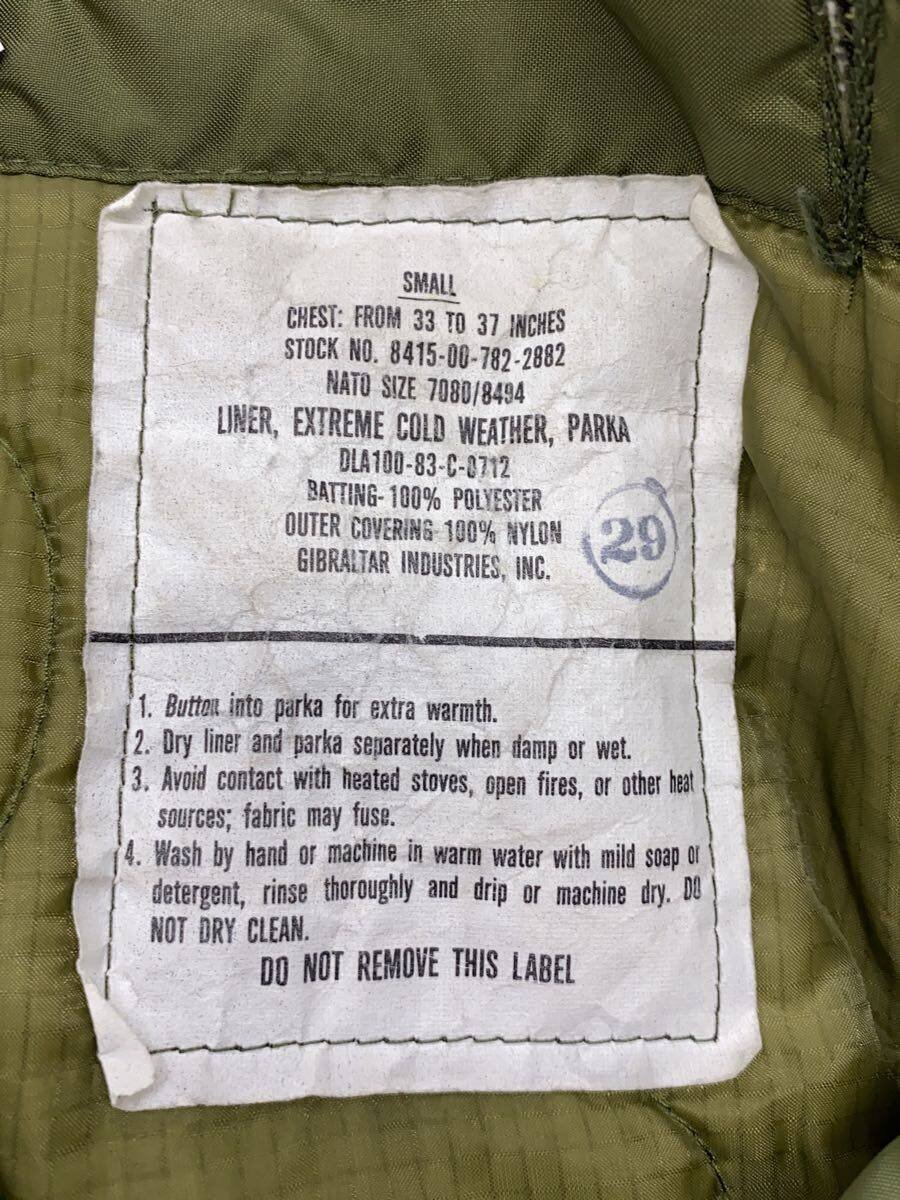 SMALL
CHEST: FROM 33 TO 37 INCHES
STOCK NO. 8415-00-782-2882
NATO SIZE 7080/8494
LINER, EXTREME COLD WEATHER, PARKA
DLA100-83-C-0712
BATTING-100% POLYESTER
OUTER COVERING-100% NYLON
GIBRALTAR INDUSTRIES, INC.
29
1. Button into parka for extra warmth.
2. Dry liner and parka separately when damp or wet.
3. Avoid contact with heated stoves, open fires, or other heat
sources; fabric may fuse.
4. Wash by hand or machine in warm water with mild soap or
detergent, rinse thoroughly and drip or machine dry. DO
NOT DRY CLEAN.
DO NOT REMOVE THIS LABEL